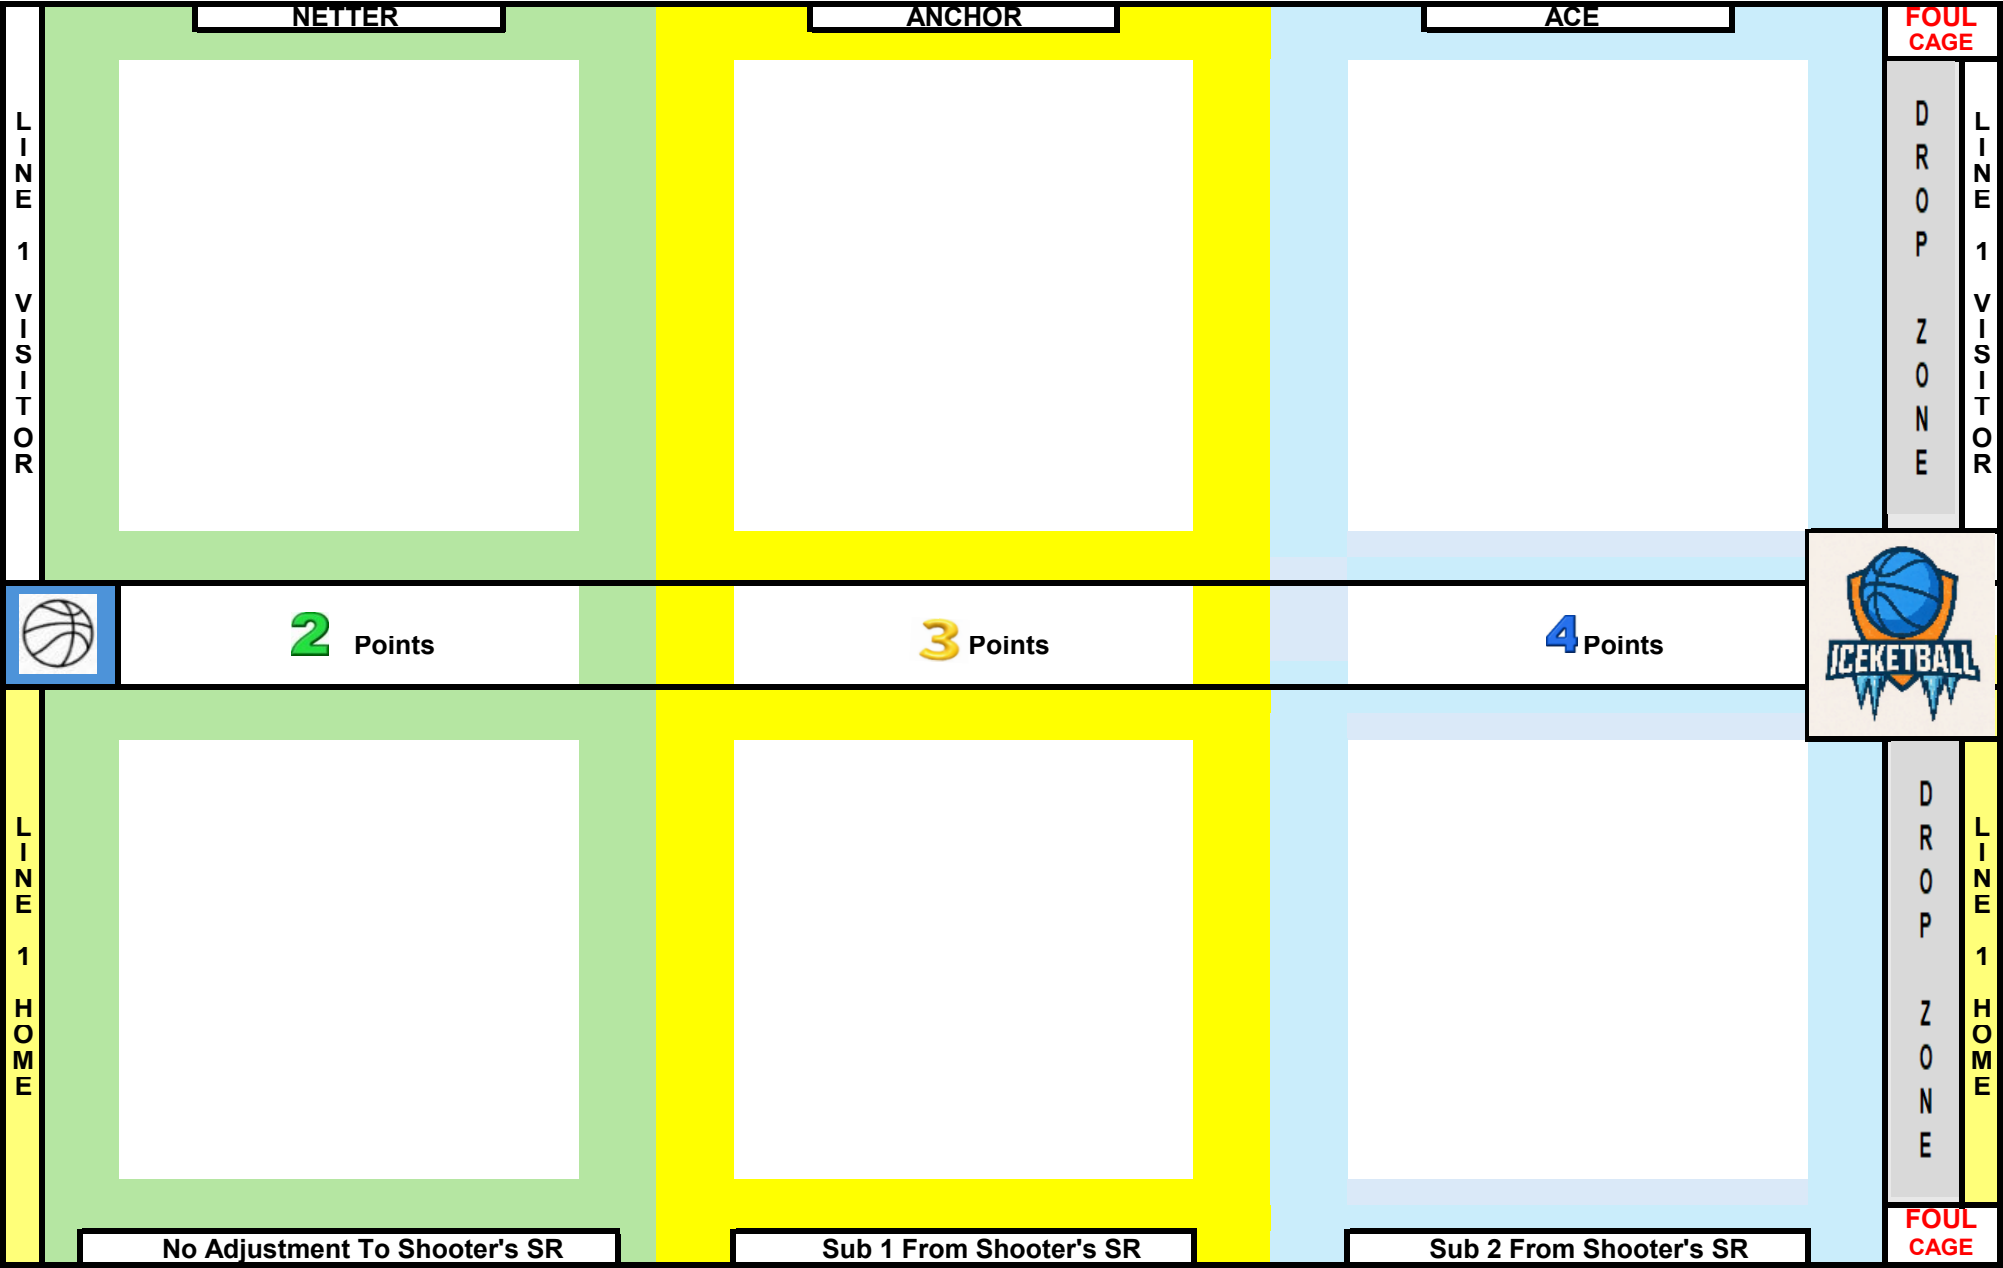 NETTER
ANCHOR
ACE
FOUL
CAGE
LINE 1 VISITOR
DROP ZONE
LINE 1 VISITOR
2 Points
3 Points
4 Points
ICEKETBALL
LINE 1 HOME
DROP ZONE
LINE 1 HOME
No Adjustment To Shooter's SR
Sub 1 From Shooter's SR
Sub 2 From Shooter's SR
FOUL
CAGE